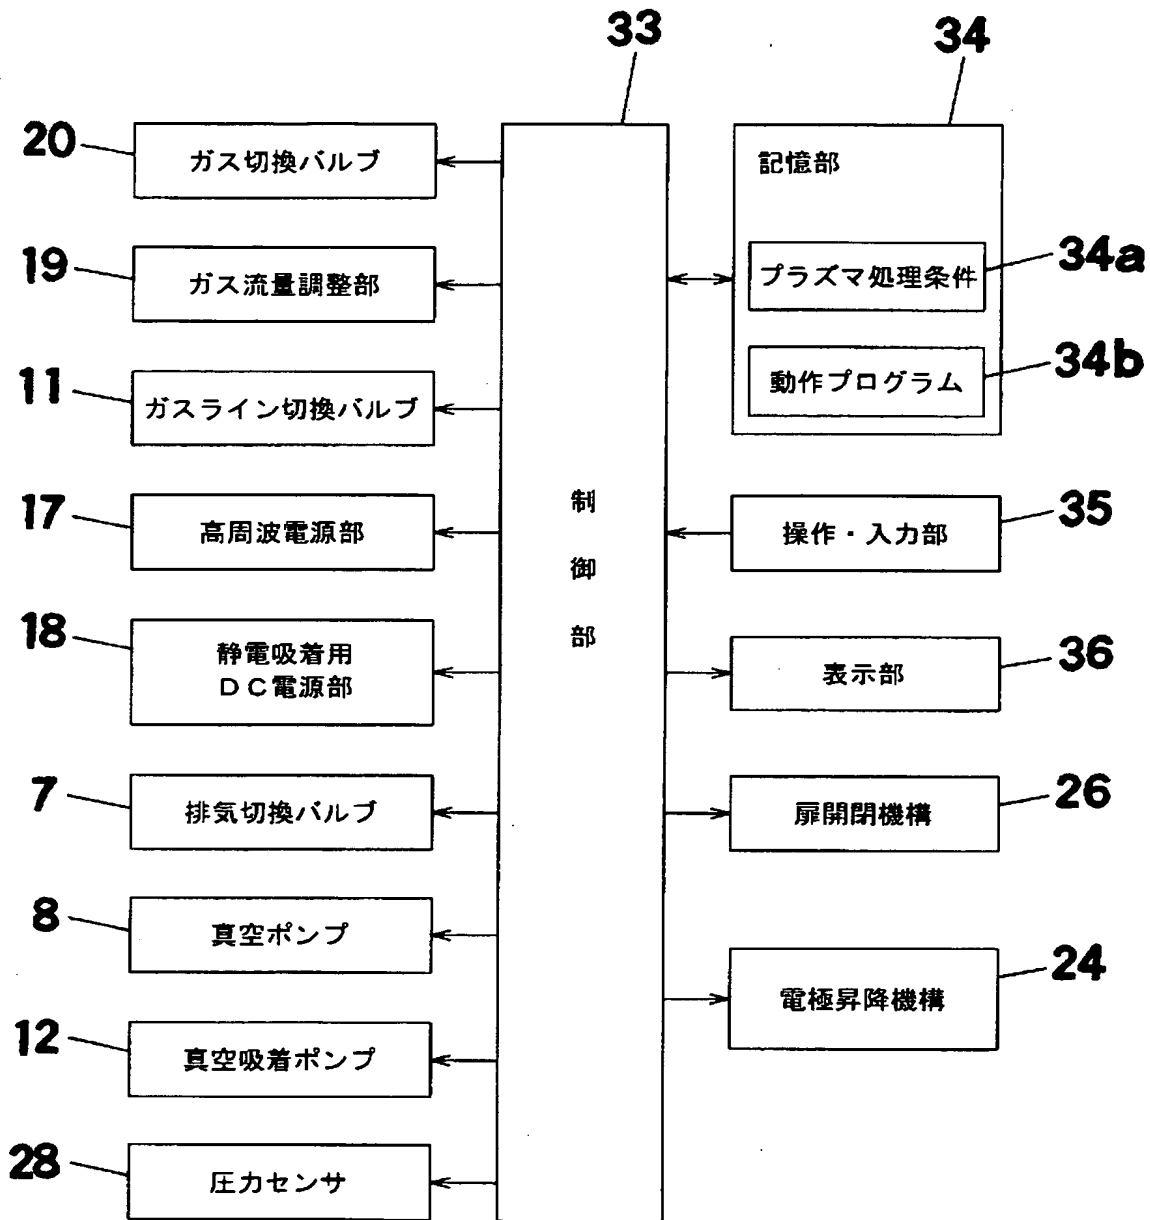 33
34
20
ガス切換バルブ
記憶部
19
ガス流量調整部
プラズマ処理条件
34a
11
ガスライン切換バルブ
動作プログラム
34b
17
高周波電源部
制
御
部
操作・入力部
35
18
静電吸着用
DC電源部
表示部
36
7
排気切換バルブ
扉開閉機構
26
8
真空ポンプ
電極昇降機構
24
12
真空吸着ポンプ
28
圧力センサ